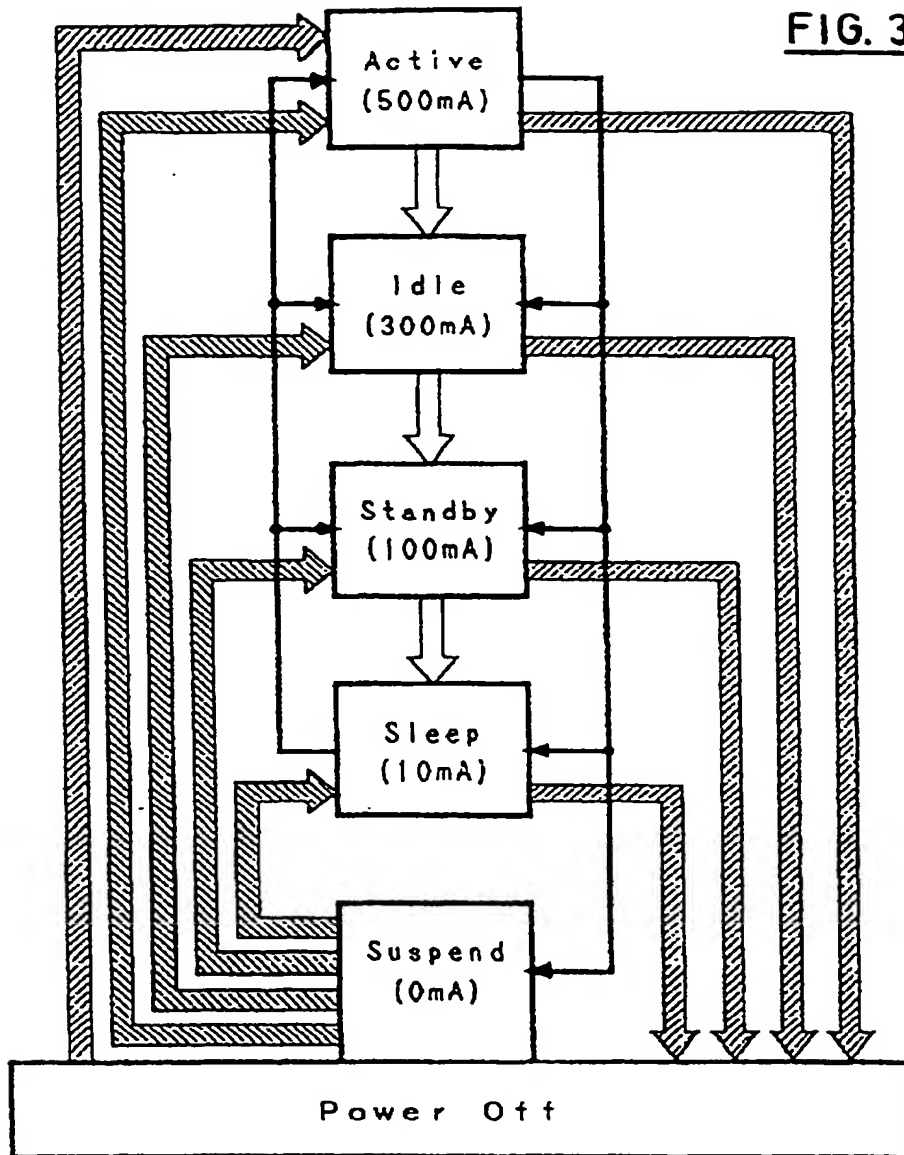 FIG. 3
Active
(500mA)
Idle
(300mA)
Standby
(100mA)
Sleep
(10mA)
Suspend
(0mA)
Power Off